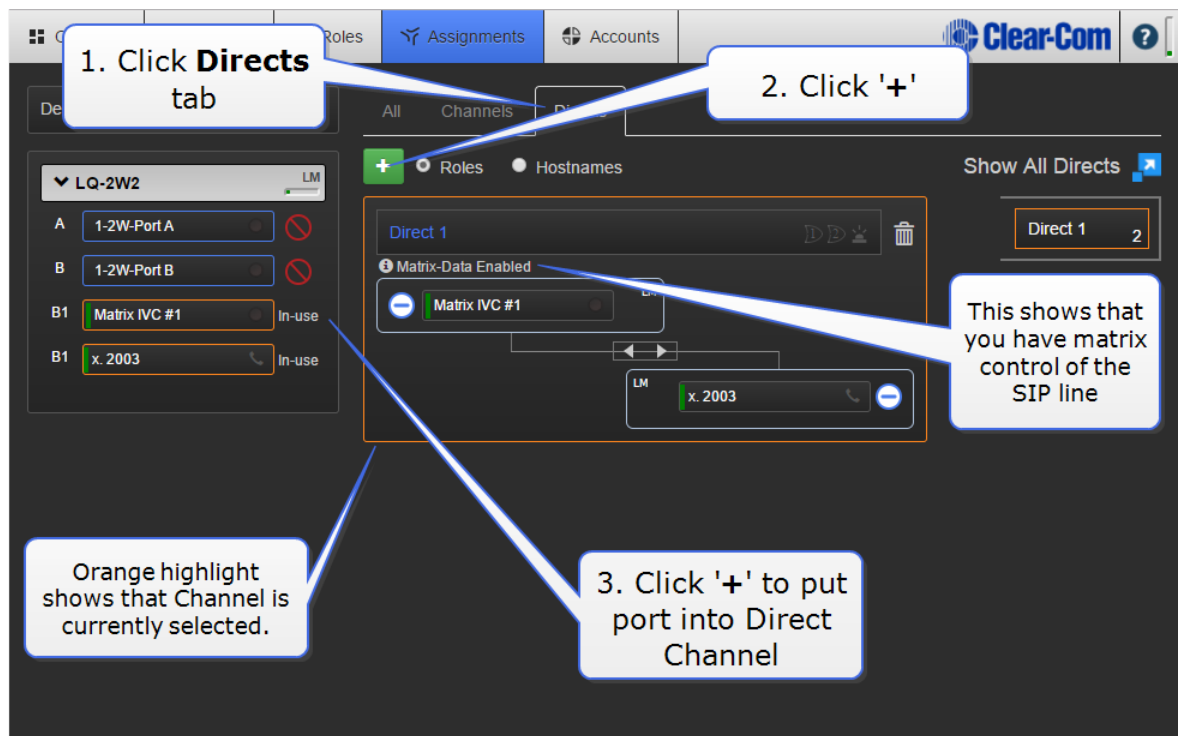 Roles
Assignments
Accounts
Clear-Com
?
1. Click Directs
tab
2. Click '+'
De
All
Channels
+
Roles
Hostnames
Show All Directs
LQ-2W2
LM
A
1-2W-Port A
B
1-2W-Port B
B1
Matrix IVC #1
In-use
B1
x. 2003
In-use
Direct 1
Matrix-Data Enabled
Matrix IVC #1
LM
x. 2003
Direct 1
2
This shows that
you have matrix
control of the
SIP line
Orange highlight
shows that Channel is
currently selected.
3. Click '+' to put
port into Direct
Channel